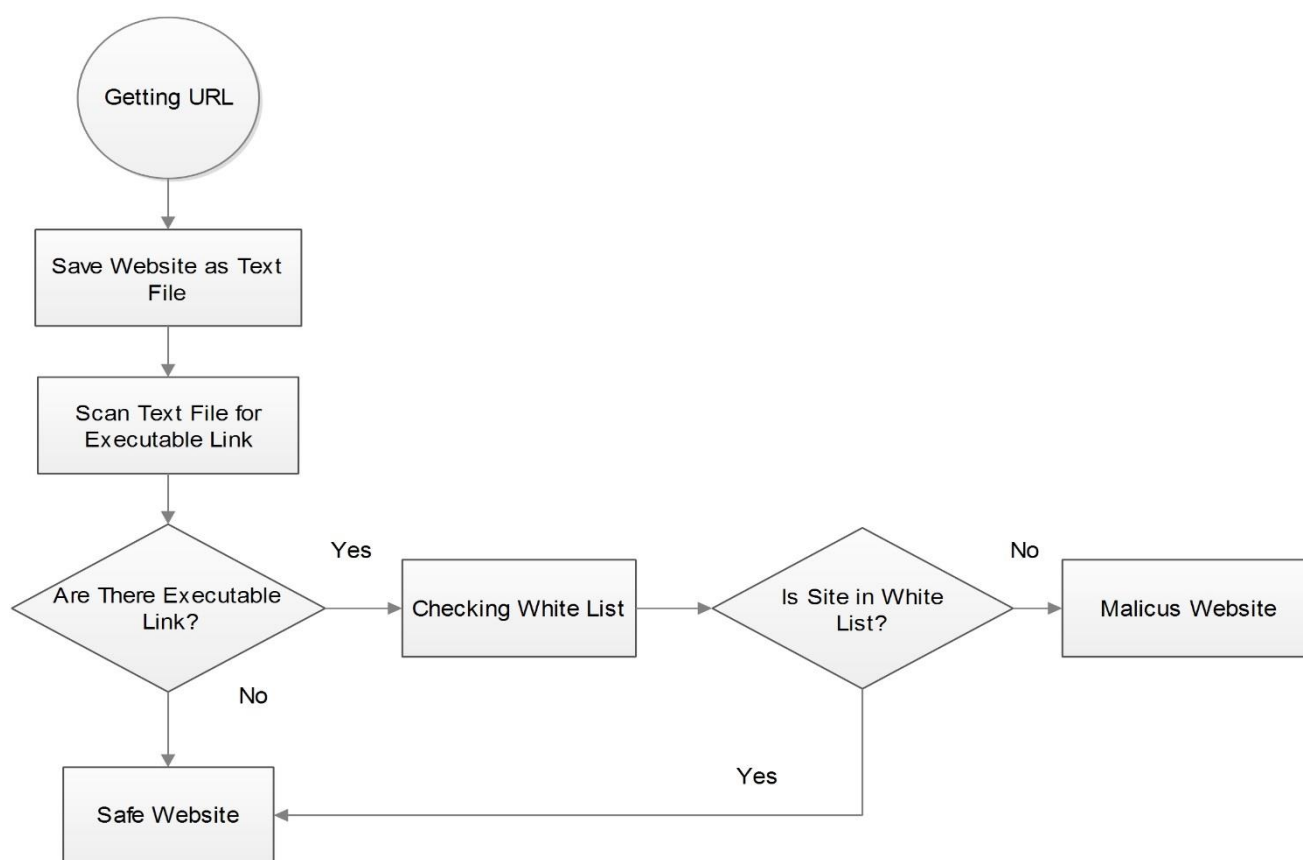 Getting URL
Save Website as Text
File
Scan Text File for
Executable Link
Are There Executable
Link?
Yes
No
Checking White List
Is Site in White
List?
No
Yes
Malicus Website
Safe Website